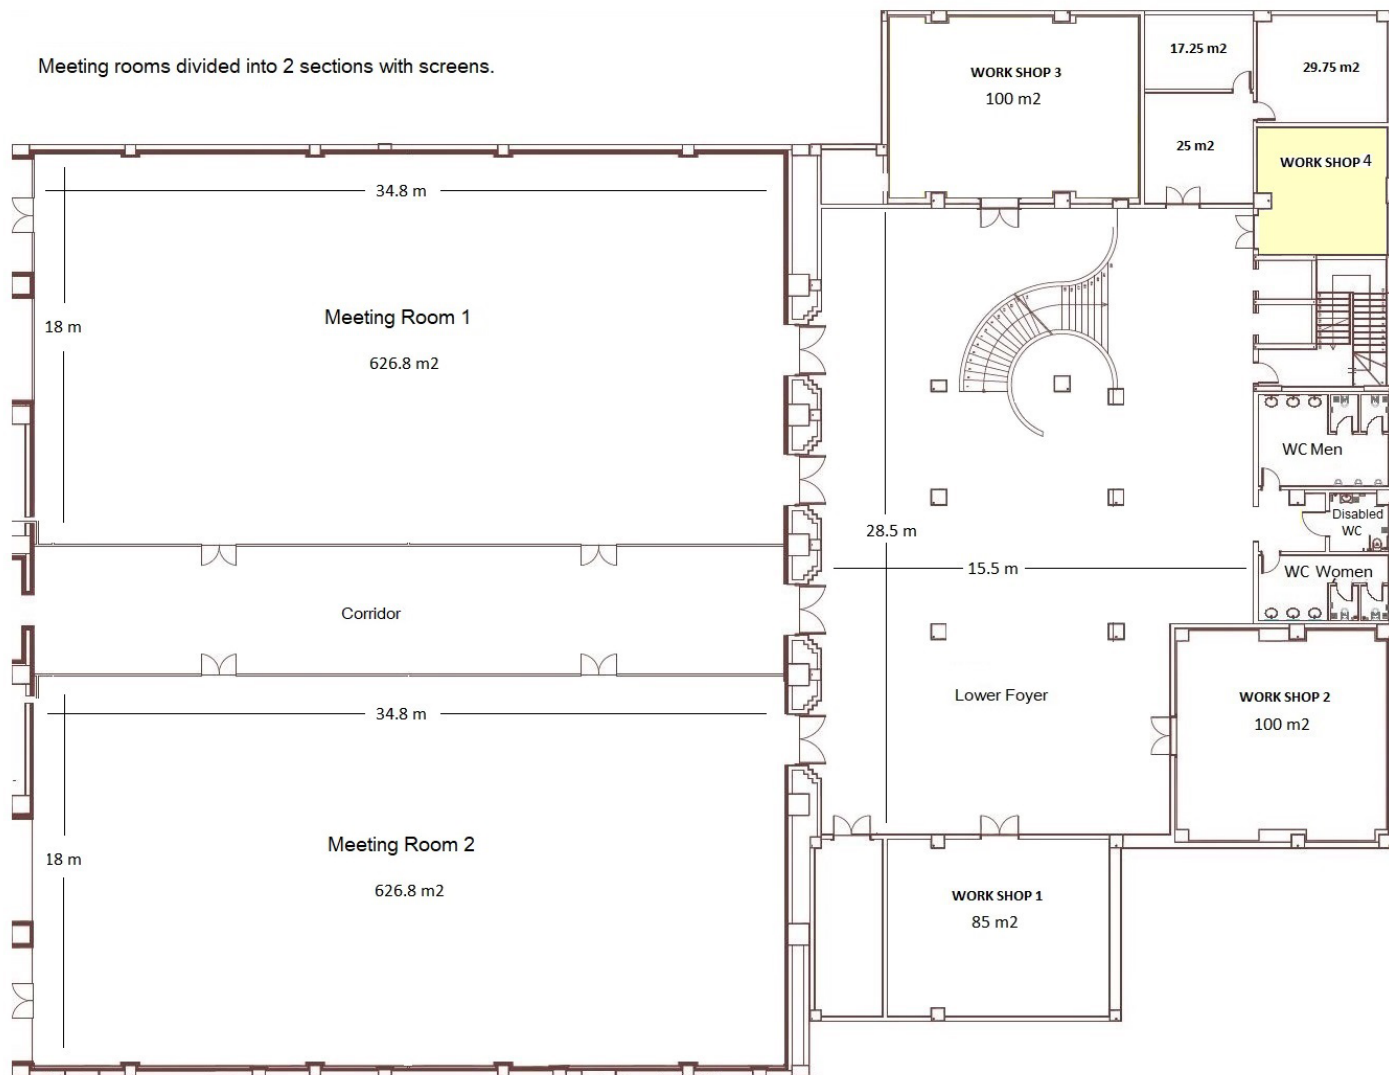 Meeting rooms divided into 2 sections with screens.
WORK SHOP 3
100 m2
17.25 m2
29.75 m2
25 m2
WORK SHOP 4
34.8 m
18 m
Meeting Room 1
626.8 m2
WC Men
Disabled
WC
28.5 m
15.5 m
WC Women
Corridor
Lower Foyer
WORK SHOP 2
100 m2
34.8 m
18 m
Meeting Room 2
626.8 m2
WORK SHOP 1
85 m2